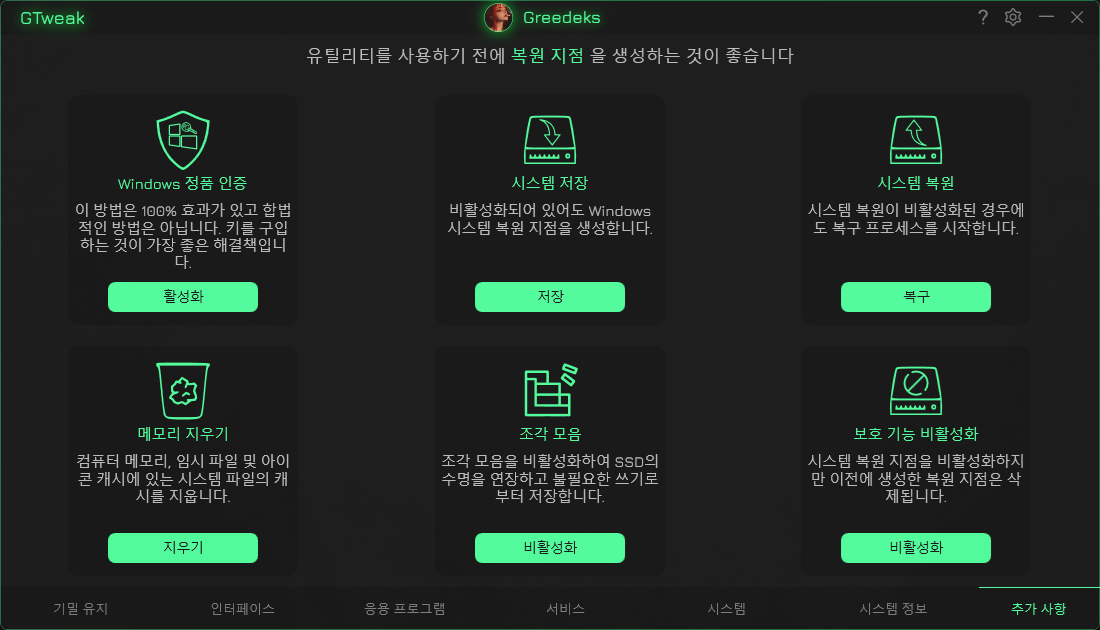 GTweak
Greedeks
?
유틸리티를 사용하기 전에 복원 지점 을 생성하는 것이 좋습니다
Windows 정품 인증
이 방법은 100% 효과가 있고 합법
적인 방법은 아닙니다. 키를 구입
하는 것이 가장 좋은 해결책입니
다.
활성화
시스템 저장
비활성화되어 있어도 Windows
시스템 복원 지점을 생성합니다.
저장
시스템 복원
시스템 복원이 비활성화된 경우에
도 복구 프로세스를 시작합니다.
복구
메모리 지우기
컴퓨터 메모리, 임시 파일 및 아이
콘 캐시에 있는 시스템 파일의 캐
시를 지웁니다.
지우기
조각 모음
조각 모음을 비활성화하여 SSD의
수명을 연장하고 불필요한 쓰기로
부터 저장합니다.
비활성화
보호 기능 비활성화
시스템 복원 지점을 비활성화하지
만 이전에 생성한 복원 지점은 삭
제됩니다.
비활성화
기밀 유지
인터페이스
응용 프로그램
서비스
시스템
시스템 정보
추가 사항